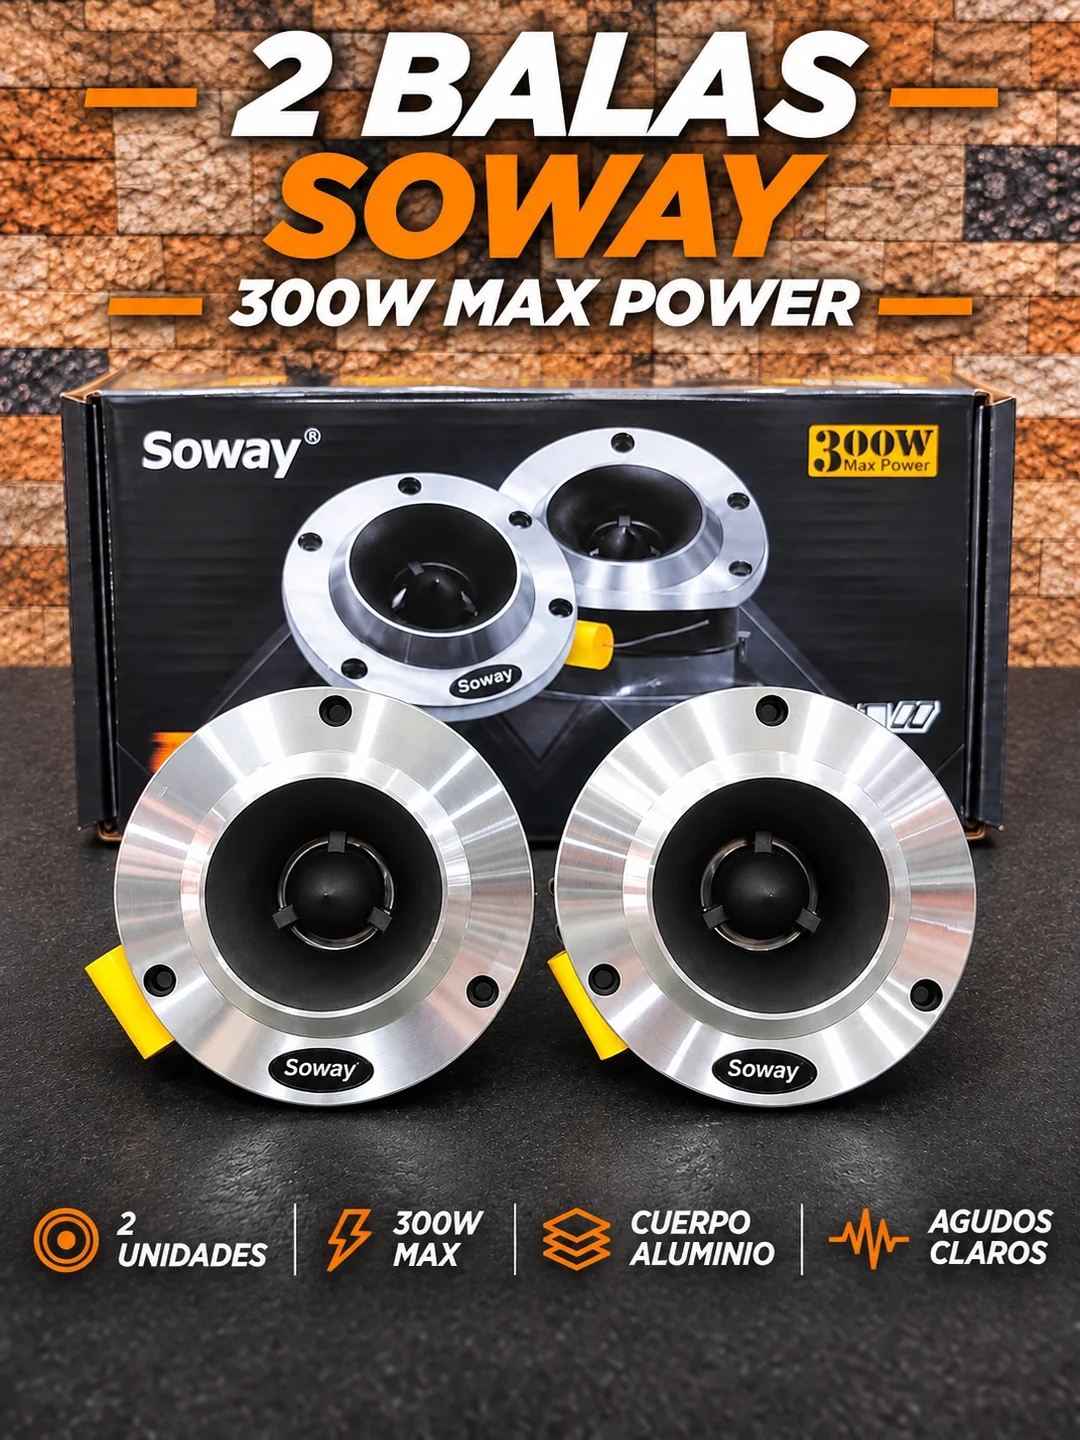 2 BALAS
SOWAY
300W MAX POWER
Soway®
300W
Max Power
Soway
Soway
Soway
2
UNIDADES
300W
MAX
CUERPO
ALUMINIO
AGUDOS
CLAROS